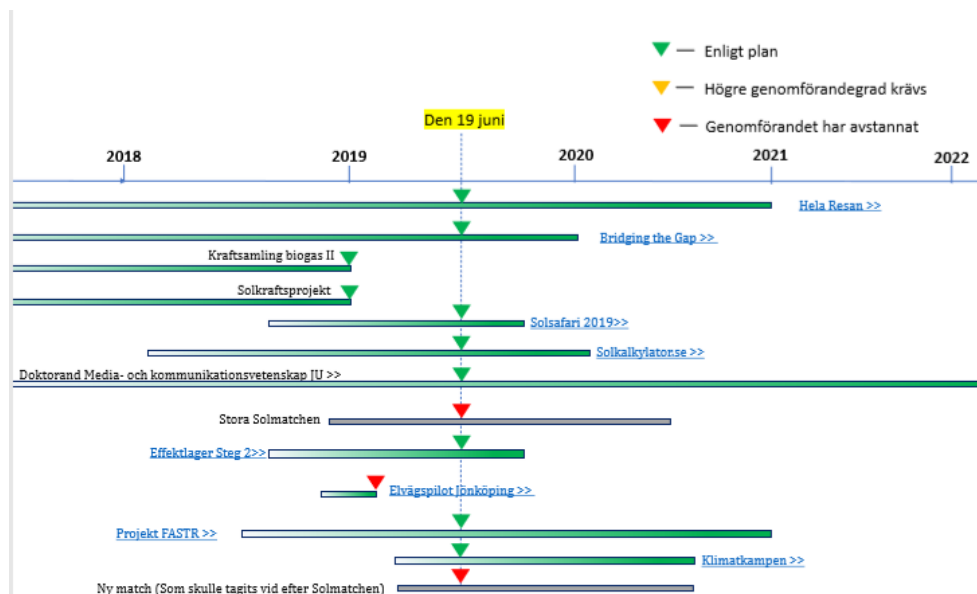 Enligt plan
Högre genomförandegrad krävs
Genomförandet har avstannat
Den 19 juni
2018
2019
2020
2021
2022
Hela Resan >>
Bridging the Gap >>
Kraftsamling biogas II
Solkraftsprojekt
Solsafari 2019>>
Solkalkylator.se >>
Doktorand Media- och kommunikationsvetenskap JU >>
Stora Solmatchen
Effektlager Steg 2>>
Elvägspilot Jönköping >>
Projekt FASTR >>
Klimatkampen >>
Ny match (Som skulle tagits vid efter Solmatchen)